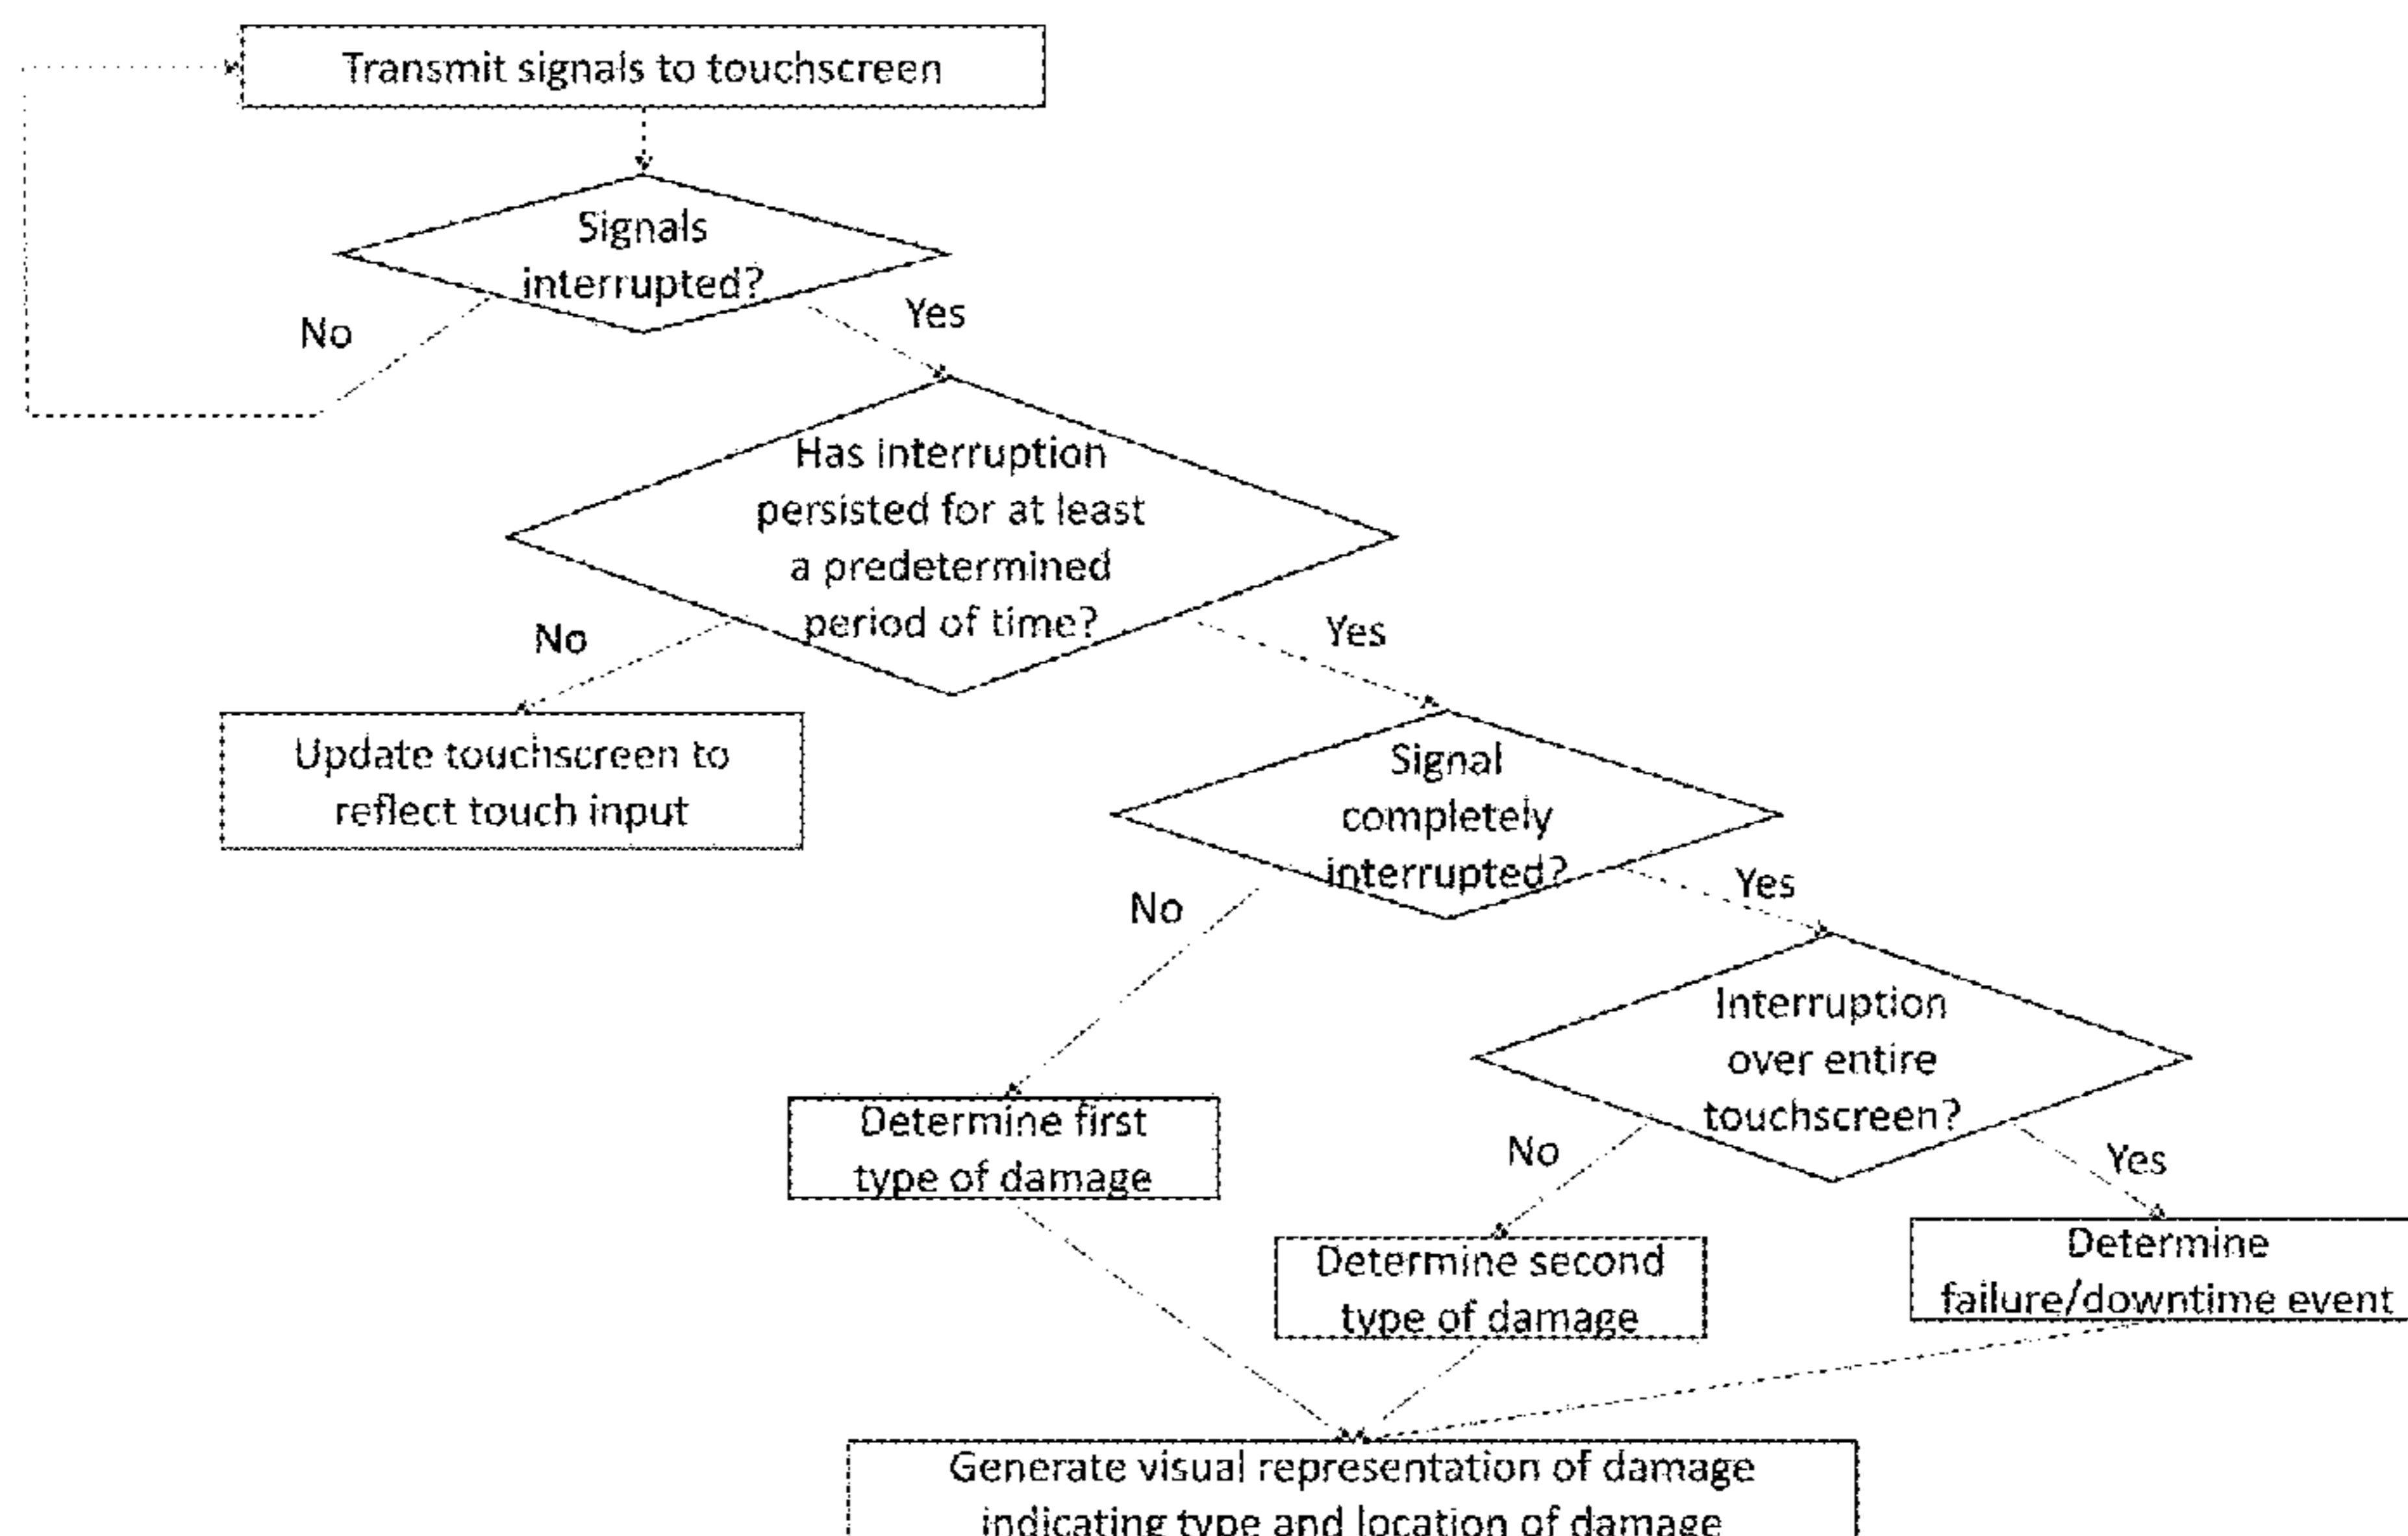 Transmit signals to touchscreen
Signals
interrupted?
No
Yes
Has interruption
persisted for at least
a predetermined
period of time?
No
Yes
Update touchscreen to
reflect touch input
Signal
completely
interrupted?
No
Yes
Interruption
over entire
touchscreen?
No
Yes
Determine first
type of damage
Determine second
type of damage
Determine
failure/downtime event
Generate visual representation of damage
indicating type and location of damage